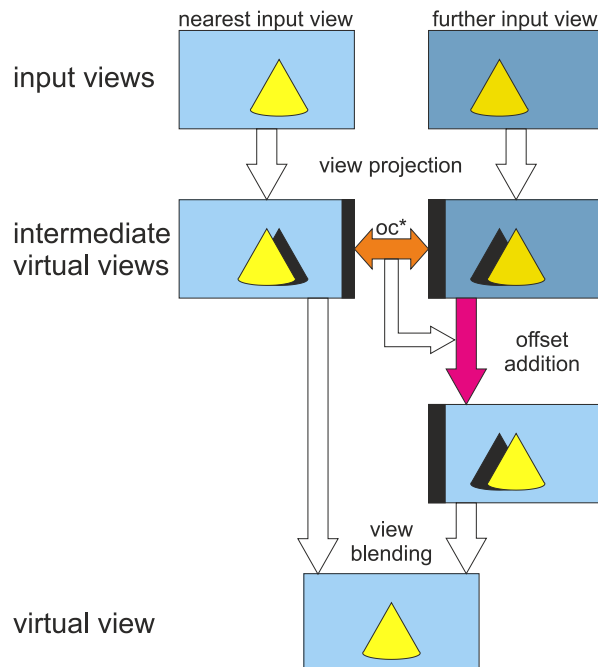 nearest input view
further input view
input views
view projection
intermediate
virtual views
oc*
offset
addition
view
blending
virtual view